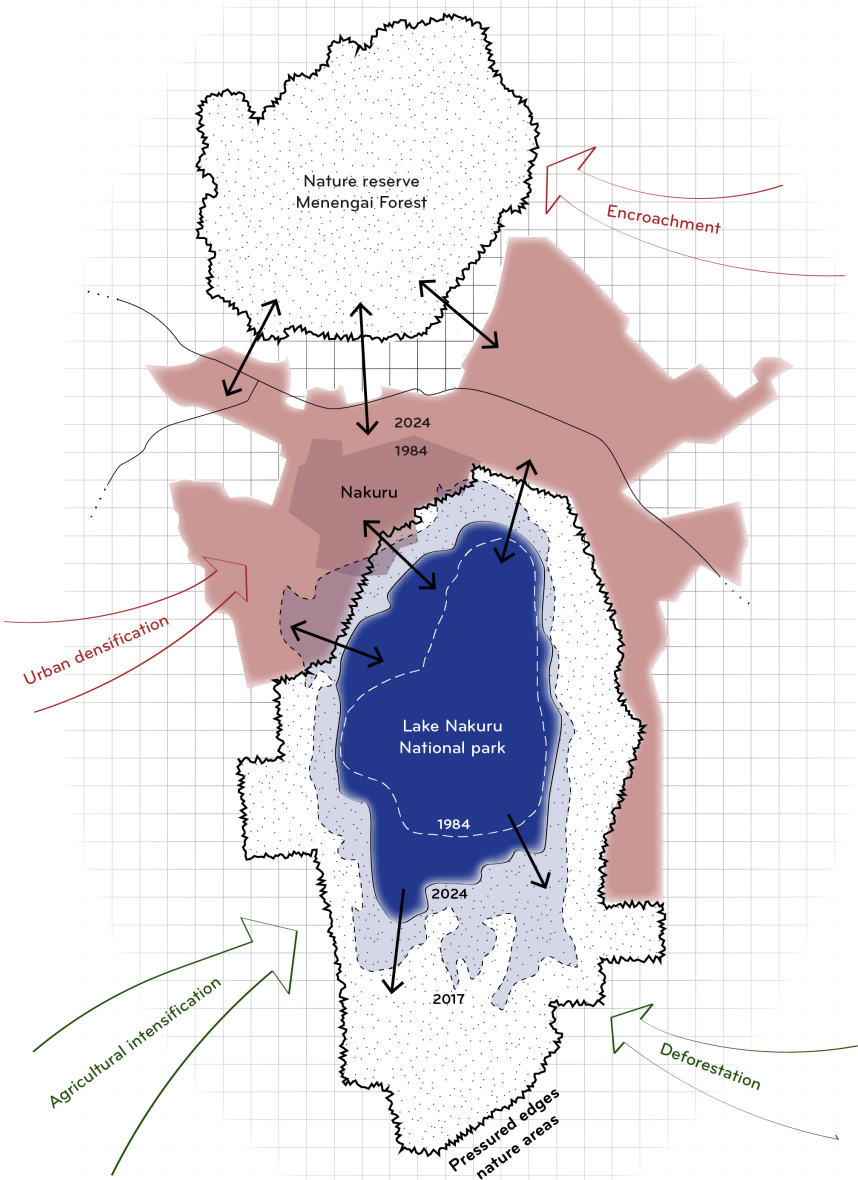 Nature reserve
Menengai Forest
Encroachment
2024
1984
Nakuru
Urban densification
Lake Nakuru
National park
1984
2024
Agricultural intensification
2017
Deforestation
Pressured edges
nature areas